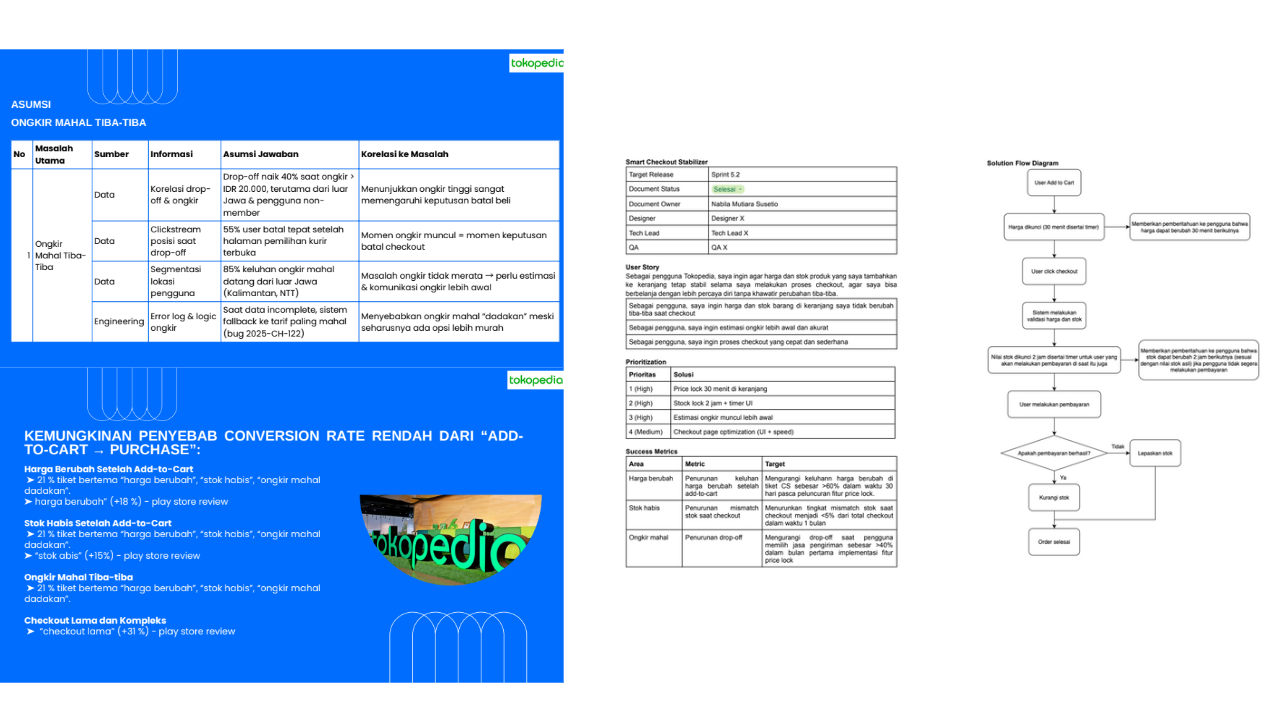 tokopedia
ASUMSI
ONGKIR MAHAL TIBA-TIBA
No
Masalah
Utama
Sumber
Informasi
Asumsi Jawaban
Korelasi ke Masalah
1
Ongkir
Mahal Tiba-
Tiba
Data
Korelasi drop-
off & ongkir
Drop-off naik 40% saat ongkir >
IDR 20.000, terutama dari luar
Jawa & pengguna non-
member
Menunjukkan ongkir tinggi sangat
memengaruhi keputusan batal beli
Data
Clickstream
posisi saat
drop-off
55% user batal tepat setelah
halaman pemilihan kurir
terbuka
Momen ongkir muncul = momen keputusan
batal checkout
Data
Segmentasi
lokasi
pengguna
85% keluhan ongkir mahal
datang dari luar Jawa
(Kalimantan, NTT)
Masalah ongkir tidak merata → perlu estimasi
& komunikasi ongkir lebih awal
Engineering
Error log & logic
ongkir
Saat data incomplete, sistem
fallback ke tarif paling mahal
(bug 2025-CH-122)
Menyebabkan ongkir mahal "dadakan" meski
seharusnya ada opsi lebih murah
tokopedia
KEMUNGKINAN PENYEBAB CONVERSION RATE RENDAH DARI “ADD-
TO-CART → PURCHASE”:
Harga Berubah Setelah Add-to-Cart
➤ 21 % tiket bertema “harga berubah”, “stok habis”, “ongkir mahal
dadakan”.
➤ harga berubah” (+18 %) - play store review
Stok Habis Setelah Add-to-Cart
➤ 21 % tiket bertema “harga berubah”, “stok habis”, “ongkir mahal
dadakan”.
➤ “stok abis” (+15%) - play store review
Ongkir Mahal Tiba-tiba
➤ 21 % tiket bertema “harga berubah”, “stok habis”, “ongkir mahal
dadakan”.
Checkout Lama dan Kompleks
➤ “checkout lama” (+31 %) - play store review
tokopedia
Smart Checkout Stabilizer
Target Release
Sprint 5.2
Document Status
Selesai
Document Owner
Nabila Mutiara Susetio
Designer
Designer X
Tech Lead
Tech Lead X
QA
QA X
User Story
Sebagai pengguna Tokopedia, saya ingin agar harga dan stok produk yang saya tambahkan
ke keranjang tetap stabil selama saya melakukan proses checkout, agar saya bisa
berbelanja dengan lebih percaya diri tanpa khawatir perubahan tiba-tiba.
Sebagai pengguna, saya ingin harga dan stok barang di keranjang saya tidak berubah
tiba-tiba saat checkout
Sebagai pengguna, saya ingin estimasi ongkir lebih awal dan akurat
Sebagai pengguna, saya ingin proses checkout yang cepat dan sederhana
Prioritization
Prioritas
Solusi
1 (High)
Price lock 30 menit di keranjang
2 (High)
Stock lock 2 jam + timer UI
3 (High)
Estimasi ongkir muncul lebih awal
4 (Medium)
Checkout page optimization (UI + speed)
Success Metrics
Area
Metric
Target
Harga berubah
Penurunan keluhan
harga berubah setelah
add-to-cart
Mengurangi keluhann harga berubah di
tiket CS sebesar >60% dalam waktu 30
hari pasca peluncuran fitur price lock.
Stok habis
Penurunan mismatch
stok saat checkout
Menurunkan tingkat mismatch stok saat
checkout menjadi <5% dari total checkout
dalam waktu 1 bulan
Ongkir mahal
Penurunan drop-off
Mengurangi drop-off saat pengguna
memilih jasa pengiriman sebesar >40%
dalam bulan pertama implementasi fitur
price lock
Solution Flow Diagram
User Add to Cart
Harga dikunci (30 menit disertai timer)
Memberikan pemberitahuan ke pengguna bahwa
harga dapat berubah 30 menit berikutnya
User click checkout
Sistem melakukan
validasi harga dan stok
Nilai stok dikunci 2 jam disertai timer untuk user yang
akan melakukan pembayaran di saat itu juga
Memberikan pemberitahuan ke pengguna bahwa
stok dapat berubah 2 jam berikutnya (sesuai
dengan nilai stok asli) jika pengguna tidak segera
melakukan pembayaran
User melakukan pembayaran
Apakah pembayaran berhasil?
Tidak
Lepaskan stok
Ya
Kurangi stok
Order selesai